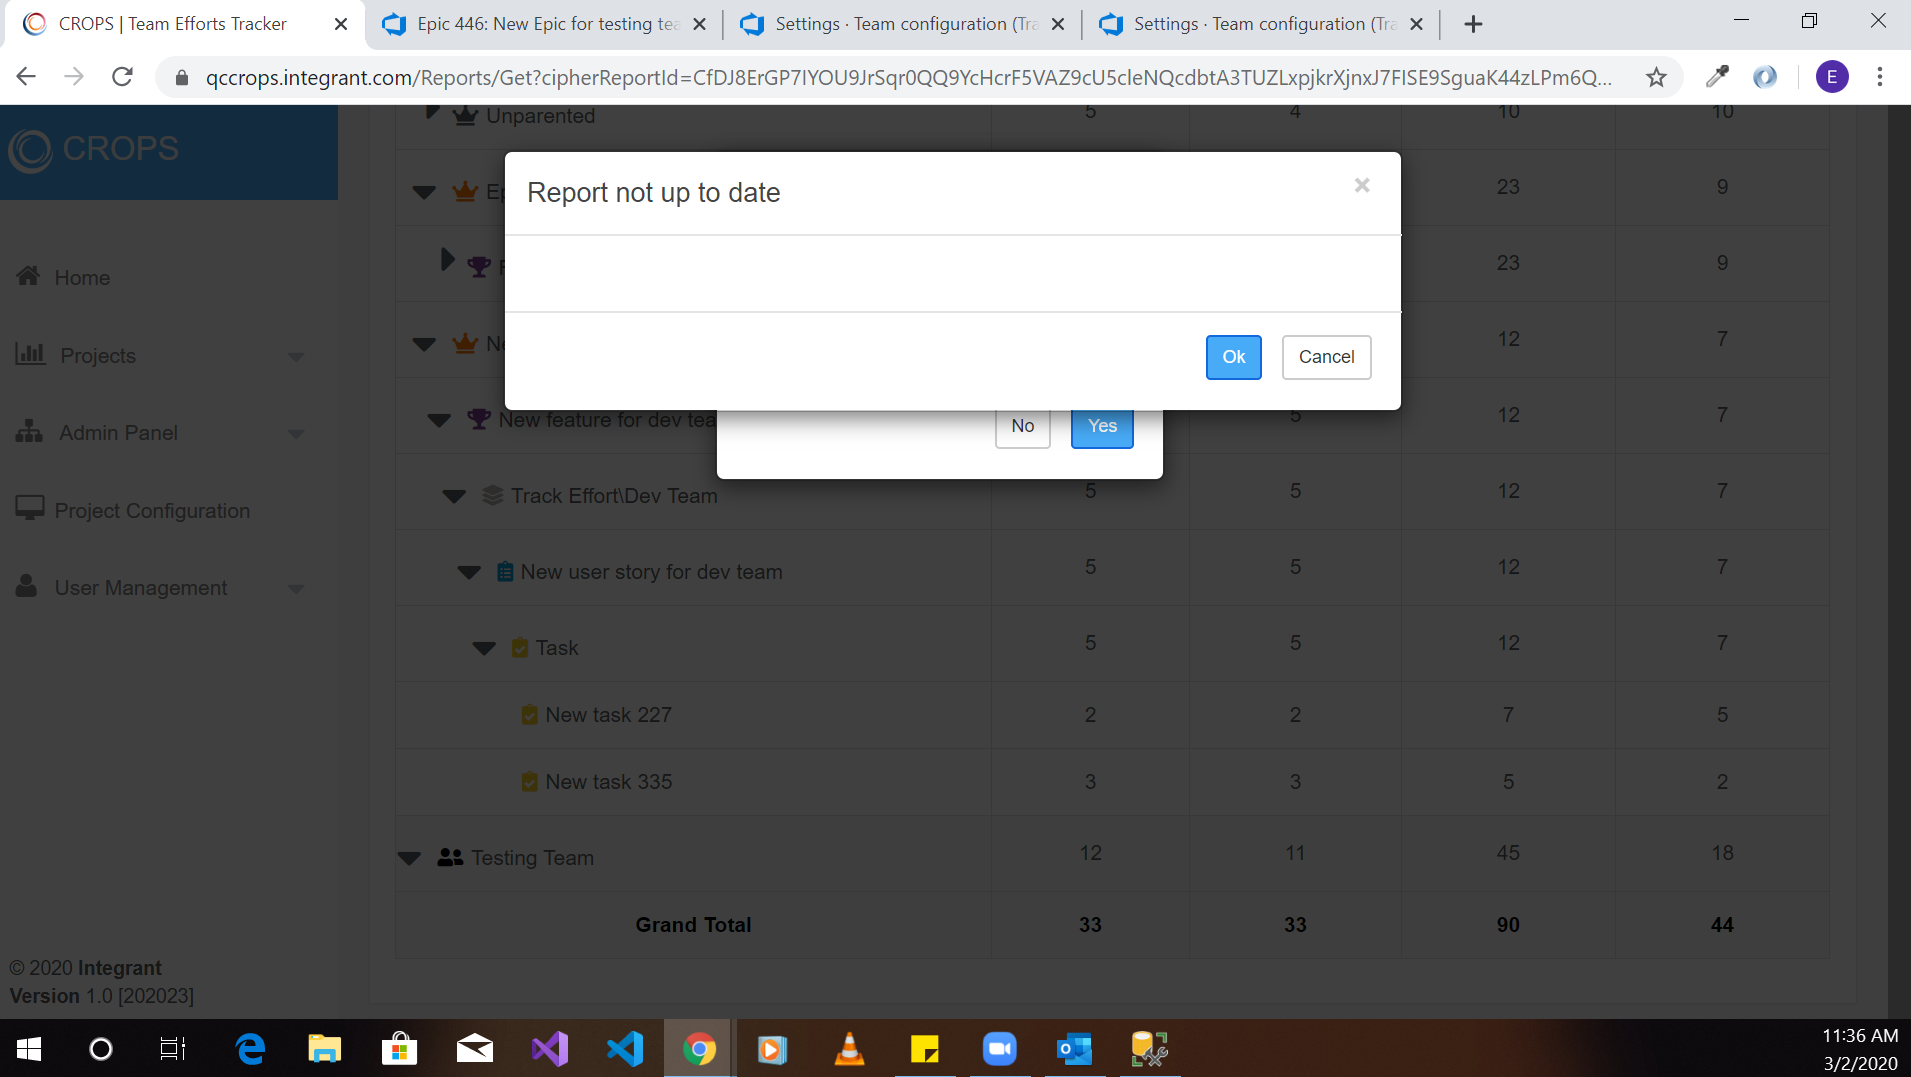 CROPS | Team Efforts Tracker
Epic 446: New Epic for testing tea
Settings · Team configuration (Tra
Settings · Team configuration (Tra
qccrops.integrant.com/Reports/Get?cipherReportId=CfDJ8ErGP7IYOU9JrSqr0QQ9YcHcrF5VAZ9cU5cleNQcdbtA3TUZLxpjkrXjnxJ7FISE9SguaK44zLPm6Q...
E
CROPS
Home
Projects
Admin Panel
Project Configuration
User Management
© 2020 Integrant
Version 1.0 [202023]
Unparented 5 4 10 10
Ep 23 9
F 23 9
Ne 12 7
New feature for dev tea 5 12 7
Track Effort\Dev Team 5 5 12 7
New user story for dev team 5 5 12 7
Task 5 5 12 7
New task 227 2 2 7 5
New task 335 3 3 5 2
Testing Team 12 11 45 18
Grand Total 33 33 90 44
Report not up to date
×
Ok Cancel
No Yes
11:36 AM
3/2/2020